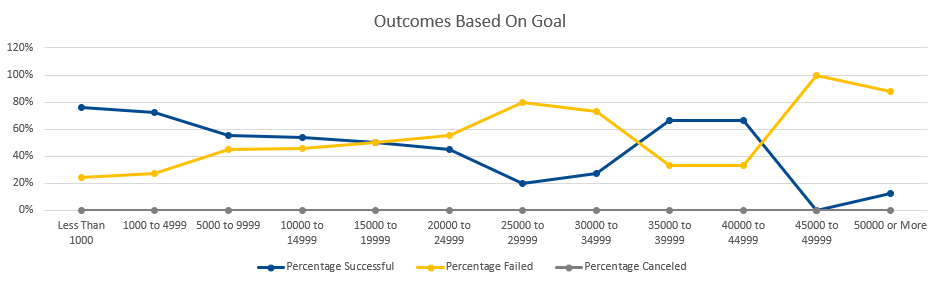 Outcomes Based On Goal
120%
100%
80%
60%
40%
20%
0%
Less Than 1000
1000 to 4999
5000 to 9999
10000 to 14999
15000 to 19999
20000 to 24999
25000 to 29999
30000 to 34999
35000 to 39999
40000 to 44999
45000 to 49999
50000 or More
Percentage Successful
Percentage Failed
Percentage Canceled